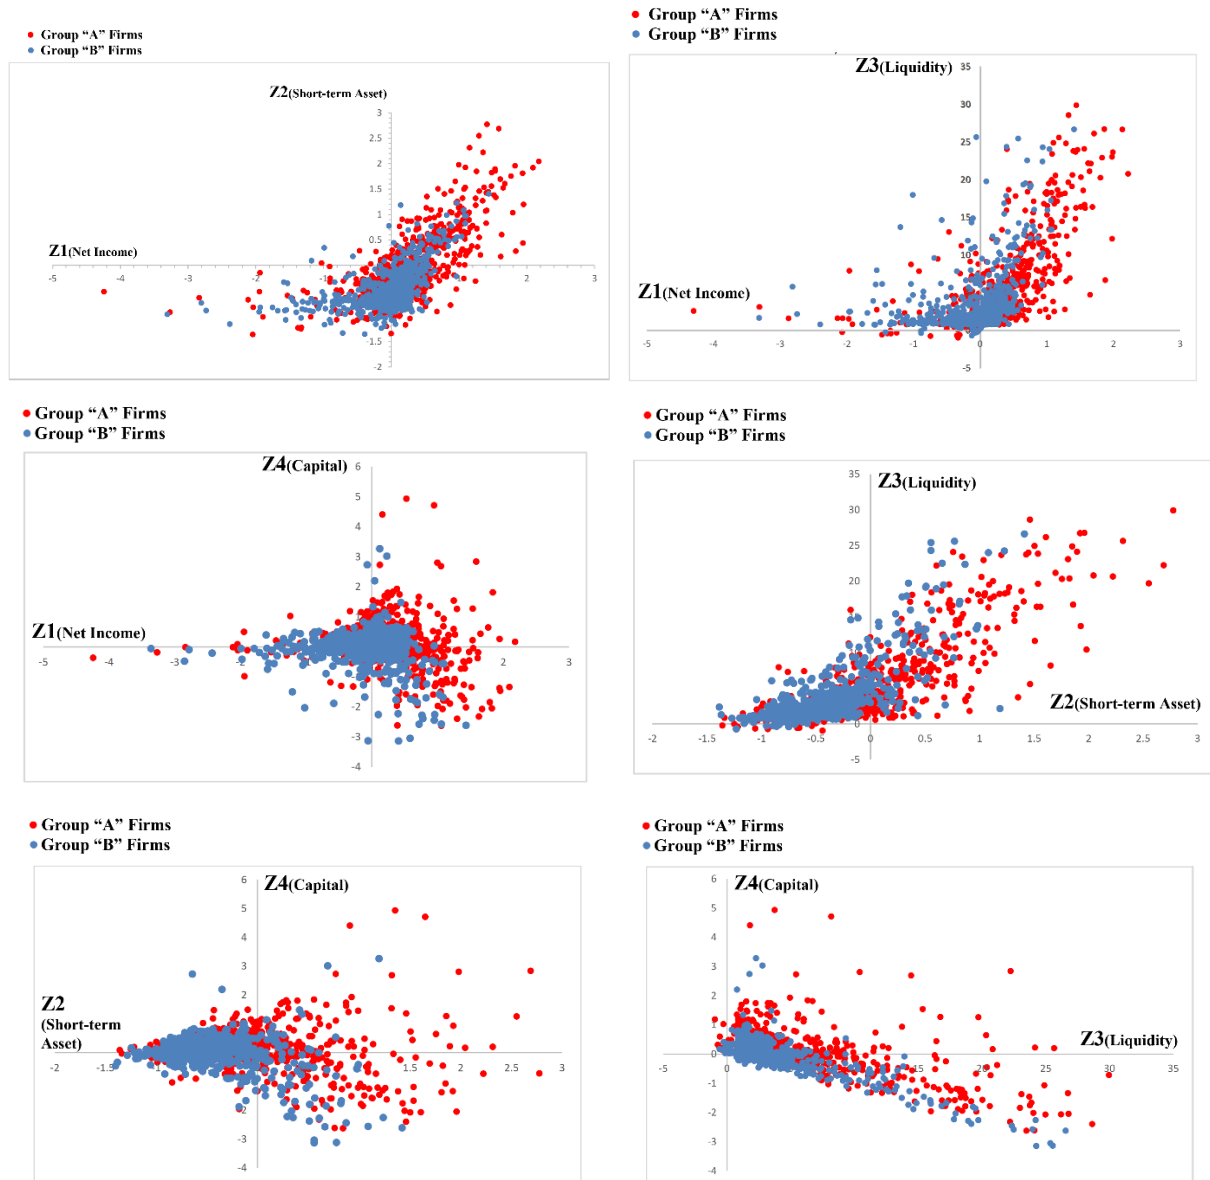 Group “A” Firms
Group “B” Firms
Z2(Short-term Asset)
3
2.5
2
1.5
1
0.5
Z1(Net Income)
-5 -4 -3 -2 -1 1 2 3
-1.5
-2
Group “A” Firms
Group “B” Firms
Z3(Liquidity)
35
30
25
20
15
10
Z1(Net Income)
-5 -4 -3 -2 -1 0 1 2 3
-5
Group “A” Firms
Group “B” Firms
Z4(Capital)
6
5
4
3
2
Z1(Net Income)
-5 -4 -3 -2 2 3
-2
-3
-4
Group “A” Firms
Group “B” Firms
Z3(Liquidity)
35
30
25
20
15
10
Z2(Short-term Asset)
-2 -1.5 -1 -0.5 0 0.5 1 1.5 2 2.5 3
-5
Group “A” Firms
Group “B” Firms
Z4(Capital)
6
5
4
3
2
Z2
(Short-term
Asset)
-2 -1.5 1 1.5 2 2.5 3
-3
-4
Group “A” Firms
Group “B” Firms
Z4(Capital)
6
5
4
3
2
1
0
Z3(Liquidity)
-5 0 5 10 15 20 25 30 35
-1
-2
-3
-4